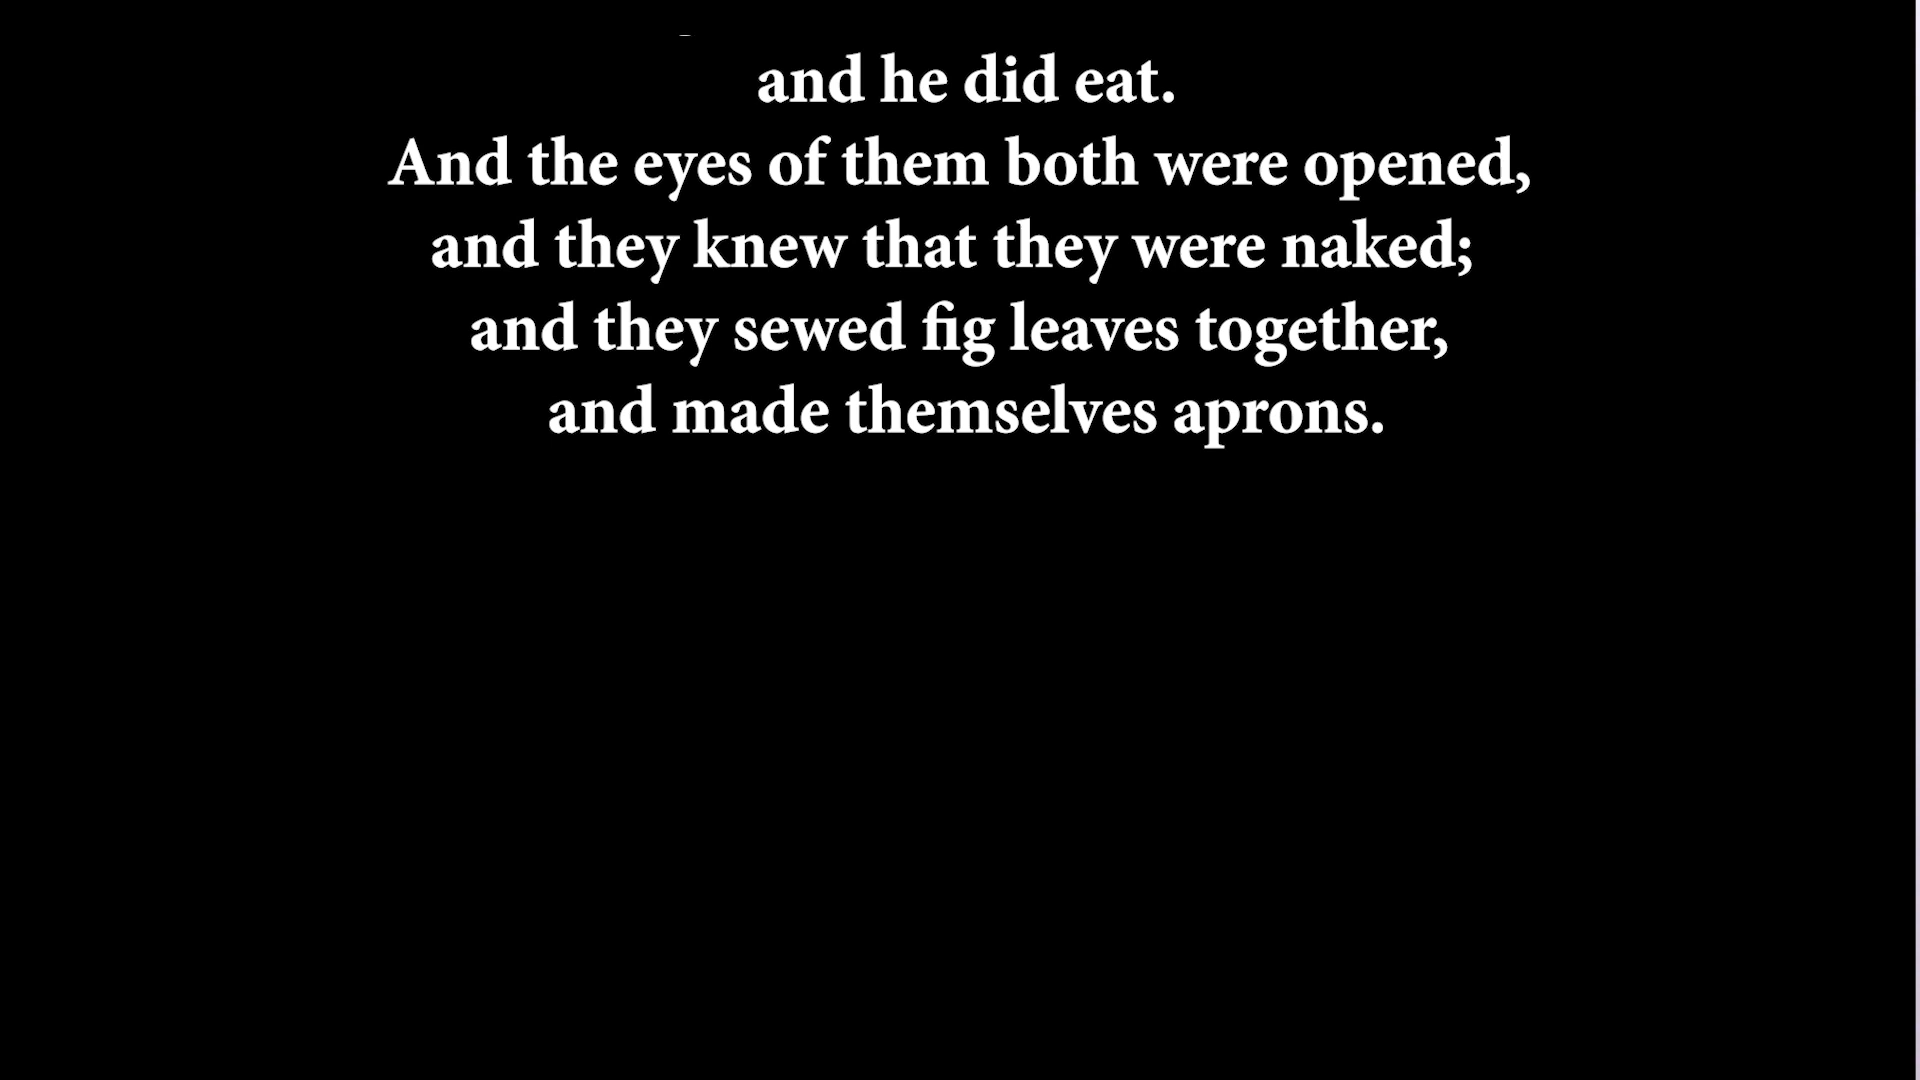 and he did eat.
And the eyes of them both were opened,
and they knew that they were naked;
and they sewed fig leaves together,
and made themselves aprons.